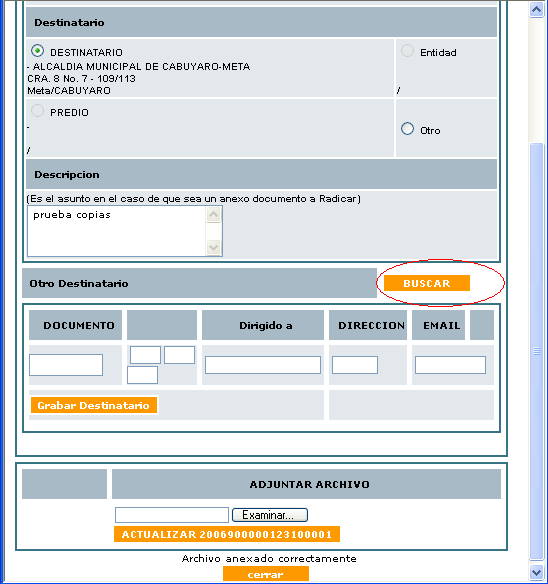 Destinatario
DESTINATARIO
- ALCALDIA MUNICIPAL DE CABUYARO-META
CRA. 8 No. 7 - 109/113
Meta/CABUYARO
Entidad
/
PREDIO
-
/
Otro
Descripcion
(Es el asunto en el caso de que sea un anexo documento a Radicar)
prueba copias
Otro Destinatario
BUSCAR
DOCUMENTO Dirigido a DIRECCION EMAIL
Grabar Destinatario
ADJUNTAR ARCHIVO
Examinar...
ACTUALIZAR 2006900000123100001
Archivo anexado correctamente
cerrar